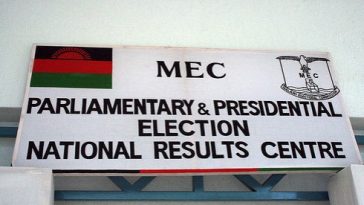 MEC
MEC
PARLIAMENTARY & PRESIDENTIAL
ELECTION
NATIONAL RESULTS CENTRE